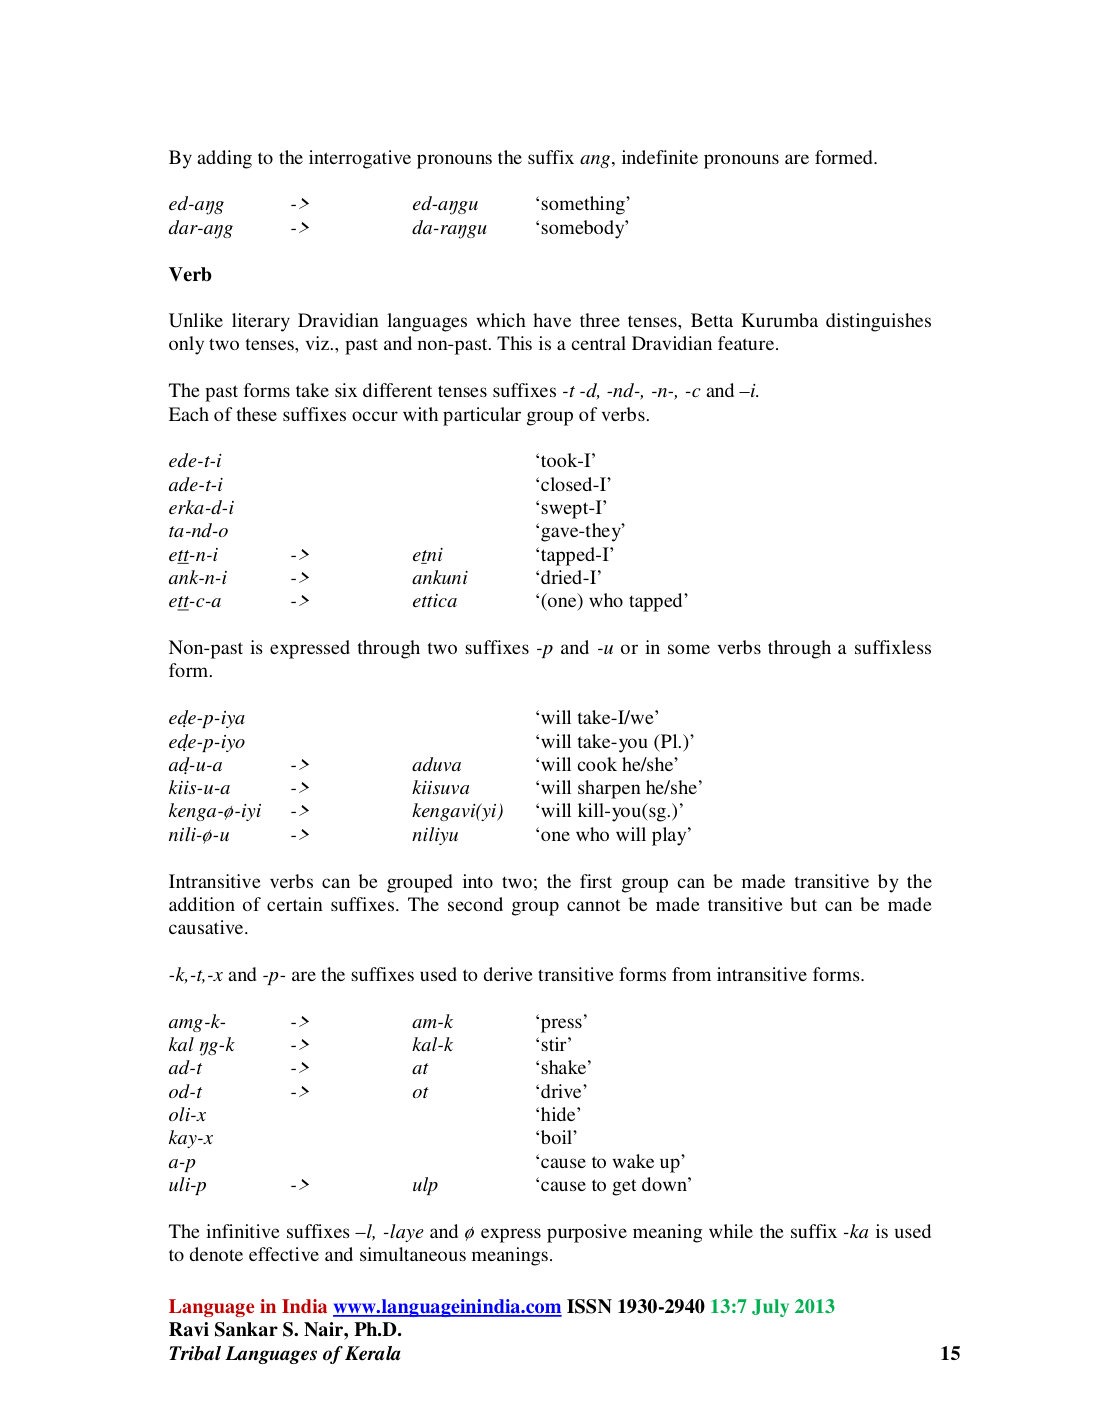 By adding to the interrogative pronouns the suffix ang, indefinite pronouns are formed.
ed-aŋg -> ed-aŋgu ‘something’
dar-aŋg -> da-raŋgu ‘somebody’
Verb
Unlike literary Dravidian languages which have three tenses, Betta Kurumba distinguishes
only two tenses, viz., past and non-past. This is a central Dravidian feature.
The past forms take six different tenses suffixes -t -d, -nd-, -n-, -c and –i.
Each of these suffixes occur with particular group of verbs.
ede-t-i ‘took-I’
ade-t-i ‘closed-I’
erka-d-i ‘swept-I’
ta-nd-o ‘gave-they’
eṯṯ-n-i -> eṯni ‘tapped-I’
ank-n-i -> ankuni ‘dried-I’
eṯṯ-c-a -> ettica ‘(one) who tapped’
Non-past is expressed through two suffixes -p and -u or in some verbs through a suffixless
form.
eḍe-p-iya ‘will take-I/we’
eḍe-p-iyo ‘will take-you (Pl.)’
aḍ-u-a -> aduva ‘will cook he/she’
kiis-u-a -> kiisuva ‘will sharpen he/she’
kenga-ø-iyi -> kengavi(yi) ‘will kill-you(sg.)’
nili-ø-u -> niliyu ‘one who will play’
Intransitive verbs can be grouped into two; the first group can be made transitive by the
addition of certain suffixes. The second group cannot be made transitive but can be made
causative.
-k,-t,-x and -p- are the suffixes used to derive transitive forms from intransitive forms.
amg-k- -> am-k ‘press’
kal ŋg-k -> kal-k ‘stir’
ad-t -> at ‘shake’
od-t -> ot ‘drive’
oli-x ‘hide’
kay-x ‘boil’
a-p ‘cause to wake up’
uli-p -> ulp ‘cause to get down’
The infinitive suffixes –l, -laye and ø express purposive meaning while the suffix -ka is used
to denote effective and simultaneous meanings.
Language in India www.languageinindia.com ISSN 1930-2940 13:7 July 2013
Ravi Sankar S. Nair, Ph.D.
Tribal Languages of Kerala 15